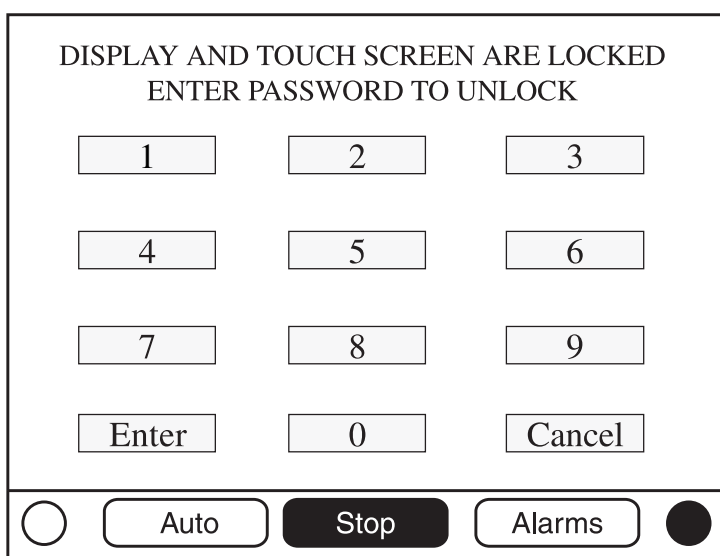 DISPLAY AND TOUCH SCREEN ARE LOCKED
ENTER PASSWORD TO UNLOCK
1 2 3
4 5 6
7 8 9
Enter 0 Cancel
Auto Stop Alarms